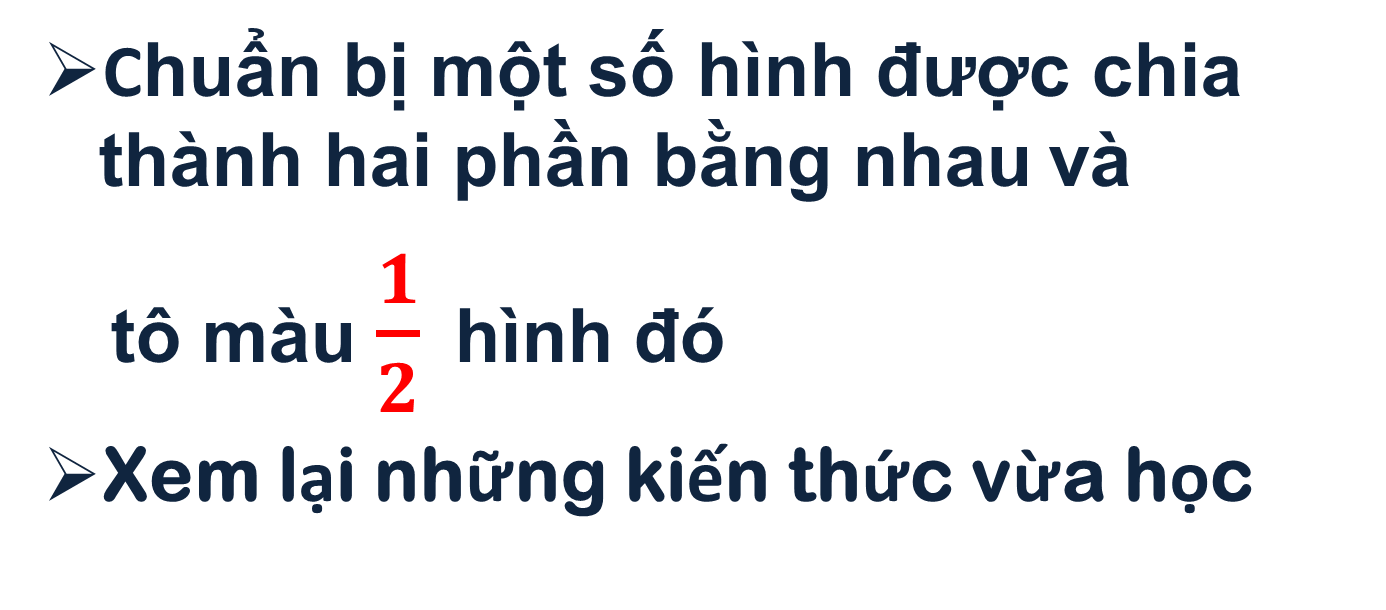 ➢Chuẩn bị một số hình được chia
thành hai phần bằng nhau và
tô màu 1/2 hình đó
➢Xem lại những kiến thức vừa học